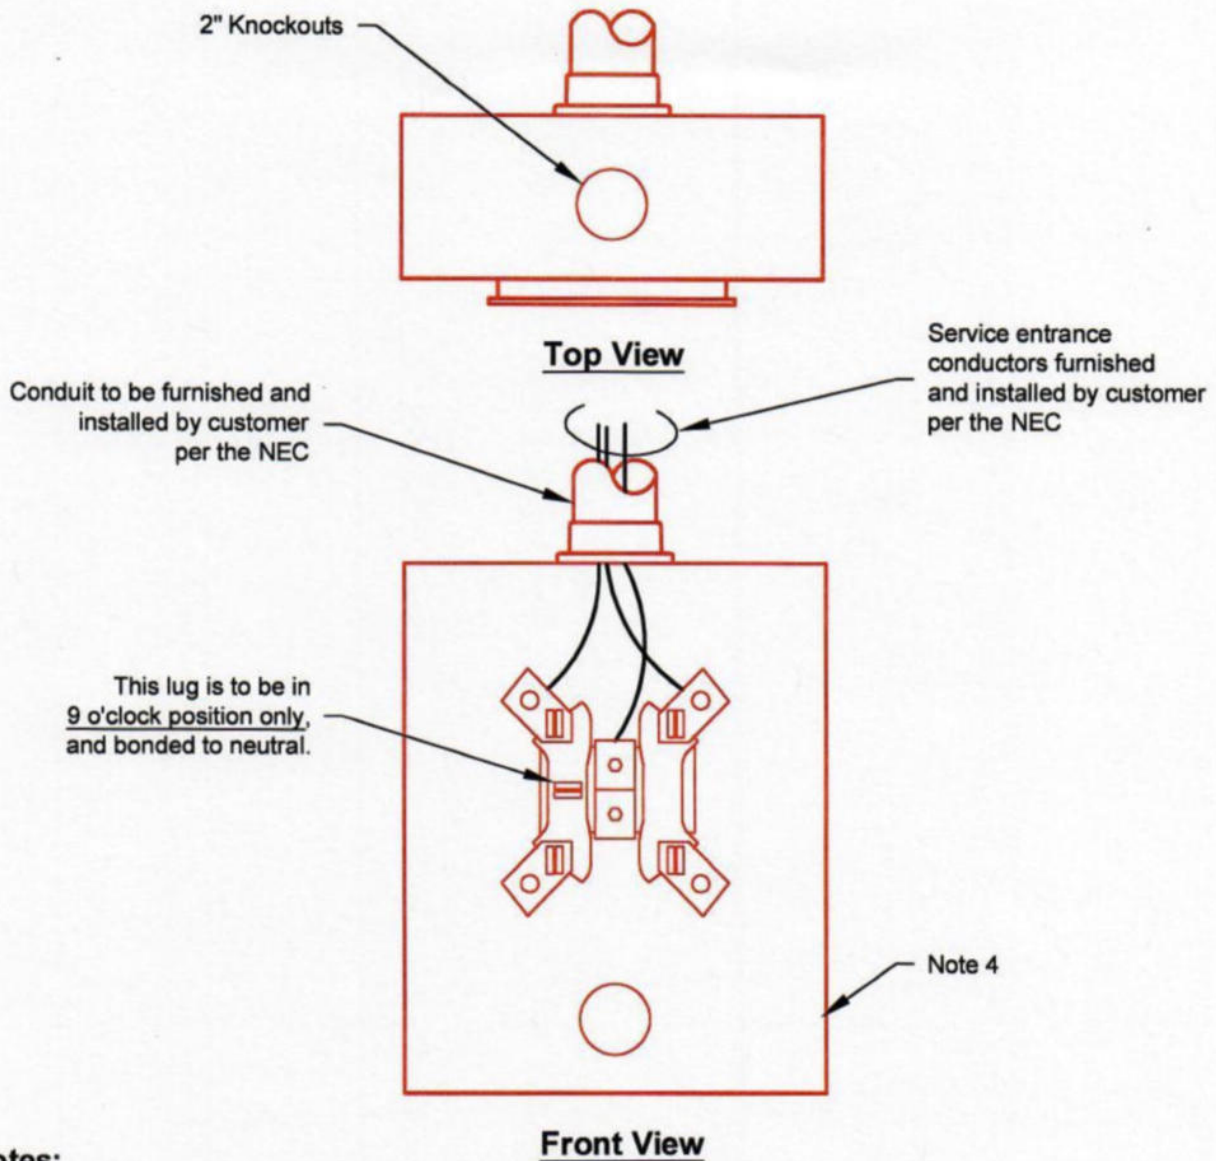 2" Knockouts
Top View
Service entrance
conductors furnished
and installed by customer
per the NEC
Conduit to be furnished and
installed by customer
per the NEC
This lug is to be in
9 o'clock position only,
and bonded to neutral.
Note 4
Front View